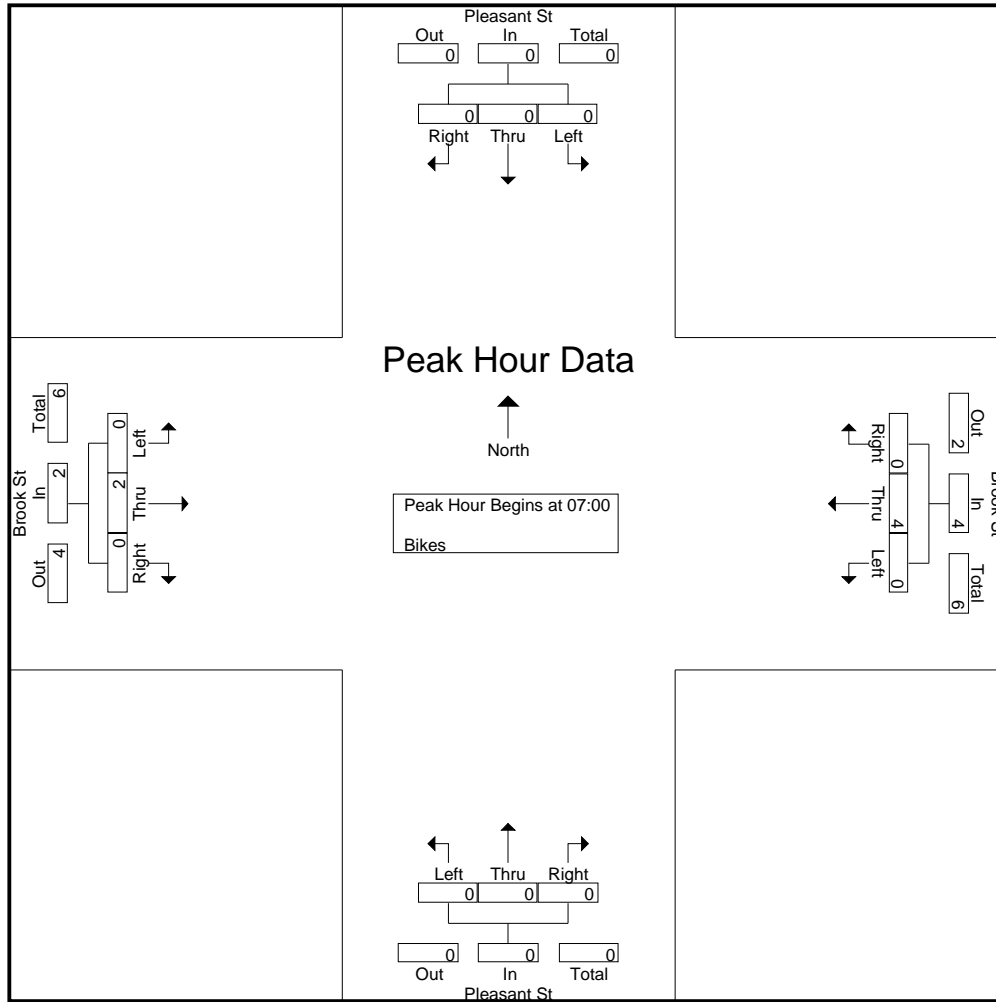 Pleasant St
Out In Total
0 0 0
0 0 0
Right Thru Left
Peak Hour Data
North
Peak Hour Begins at 07:00
Bikes
Brook St
Total In Out
6 2 4
0 2 0
Left Thru Right
Right Thru Left
0 4 0
Out In Total
2 4 6
Brook St
Left Thru Right
0 0 0
0 0 0
Out In Total
Pleasant St